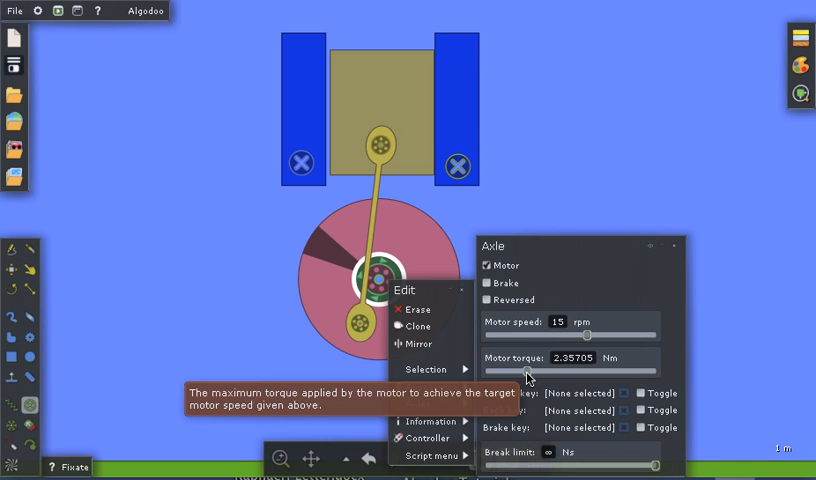 File ? Algodoo
Edit
Erase
Clone
Mirror
Selection
Information
Controller
Script menu
Axle
Motor
Brake
Reversed
Motor speed: 15 rpm
Motor torque: 2.35705 Nm
The maximum torque applied by the motor to achieve the target
motor speed given above.
key: [None selected] Toggle
key: [None selected] Toggle
Brake key: [None selected] Toggle
Break limit: ∞ Ns
1 m
Fixate